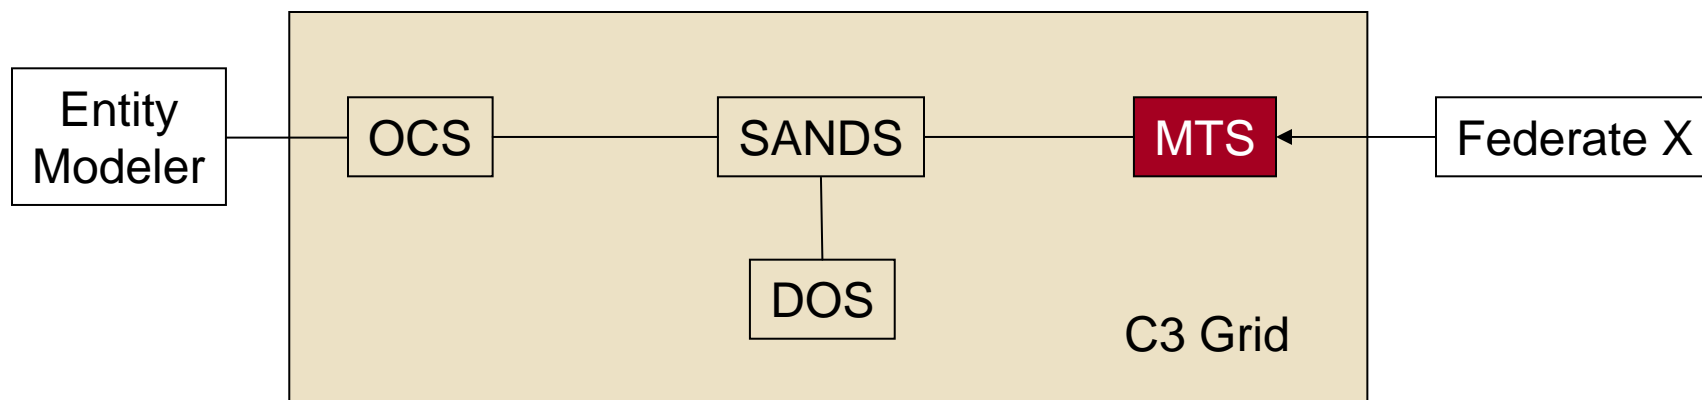 Entity
Modeler
OCS
SANDS
MTS
Federate X
DOS
C3 Grid